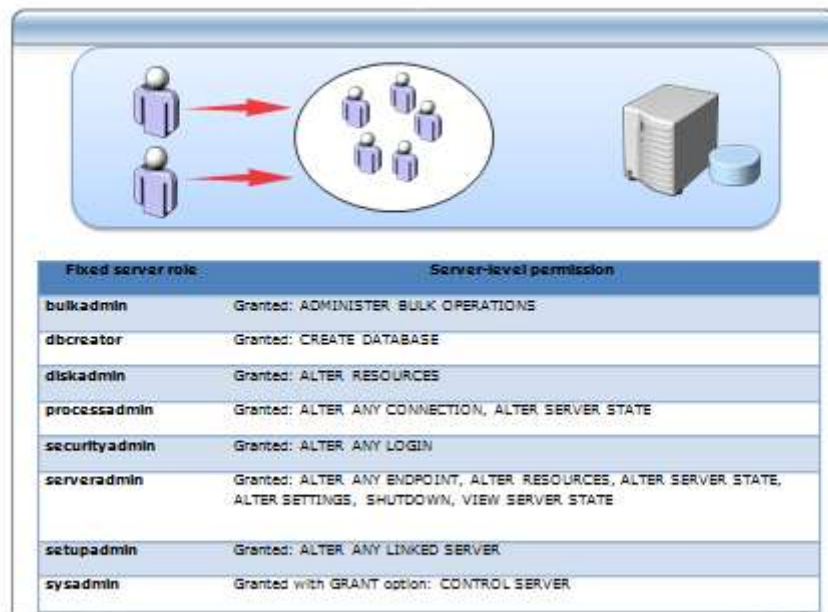 Fixed server role Server-level permission
bulkadmin Granted: ADMINISTER BULK OPERATIONS
dbcreator Granted: CREATE DATABASE
diskadmin Granted: ALTER RESOURCES
processadmin Granted: ALTER ANY CONNECTION, ALTER SERVER STATE
securityadmin Granted: ALTER ANY LOGIN
serveradmin Granted: ALTER ANY ENDPOINT, ALTER RESOURCES, ALTER SERVER STATE,
ALTER SETTINGS, SHUTDOWN, VIEW SERVER STATE
setupadmin Granted: ALTER ANY LINKED SERVER
sysadmin Granted with GRANT option: CONTROL SERVER